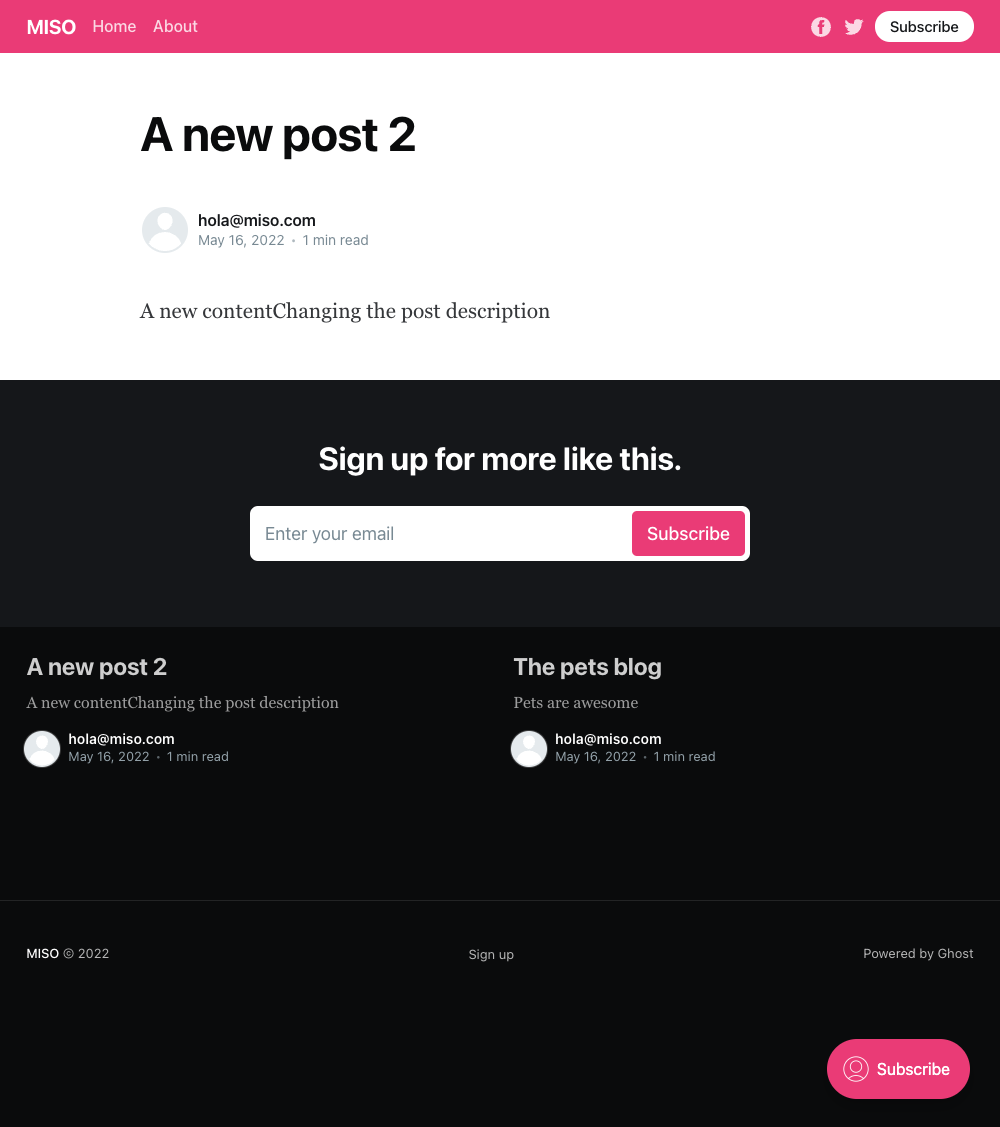 MISO Home About Subscribe
A new post 2
hola@miso.com
May 16, 2022 • 1 min read
A new contentChanging the post description
Sign up for more like this.
Enter your email Subscribe
A new post 2
A new contentChanging the post description
hola@miso.com
May 16, 2022 • 1 min read
The pets blog
Pets are awesome
hola@miso.com
May 16, 2022 • 1 min read
MISO © 2022
Sign up
Powered by Ghost
Subscribe